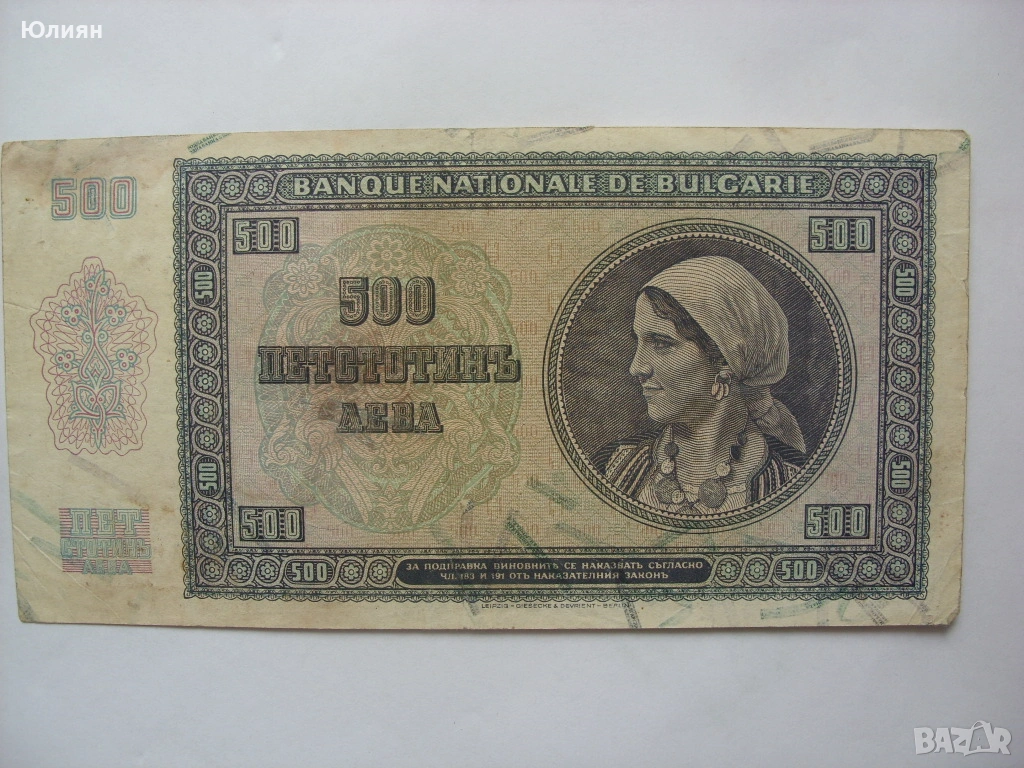 Юлиян
500
BANQUE NATIONALE DE BULGARIE
500
500
500
500
500
ПЕТСТОТИНЪ
ЛЕВА
500
500
500
500
ПЕТ
СТОТИНЪ
ЛЕВА
ЗА ПОДПРАВКА ВИНОВНИТѢ СЕ НАКАЗВАТЪ СЪГЛАСНО
ЧЛ. 183 И 191 ОТЪ НАКАЗАТЕЛНИЯ ЗАКОНЪ
500
500
LEIPZIG - GIESECKE & DEVRIENT - BERLIN
BAZAR